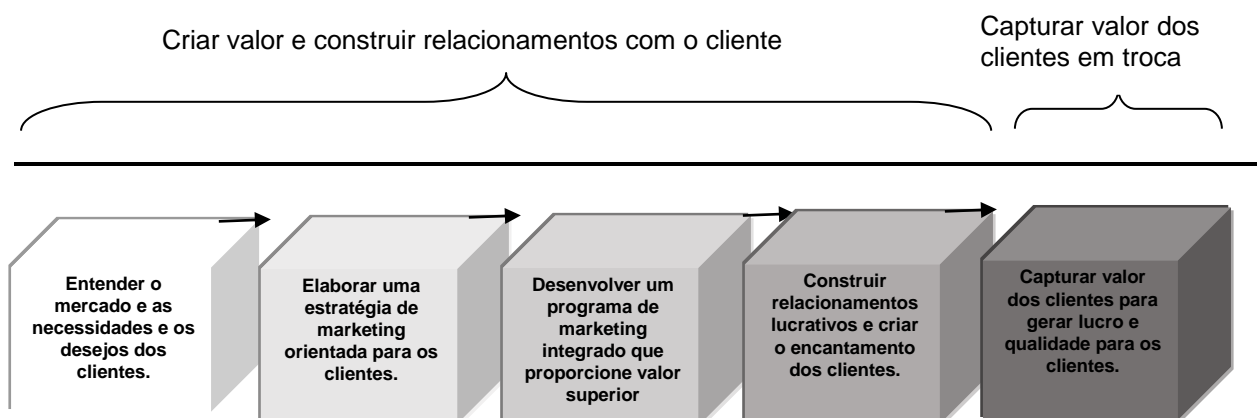 Criar valor e construir relacionamentos com o cliente
Capturar valor dos
clientes em troca
Entender o
mercado e as
necessidades e os
desejos dos
clientes.
Elaborar uma
estratégia de
marketing
orientada para os
clientes.
Desenvolver um
programa de
marketing
integrado que
proporcione valor
superior
Construir
relacionamentos
lucrativos e criar
o encantamento
dos clientes.
Capturar valor
dos clientes para
gerar lucro e
qualidade para os
clientes.